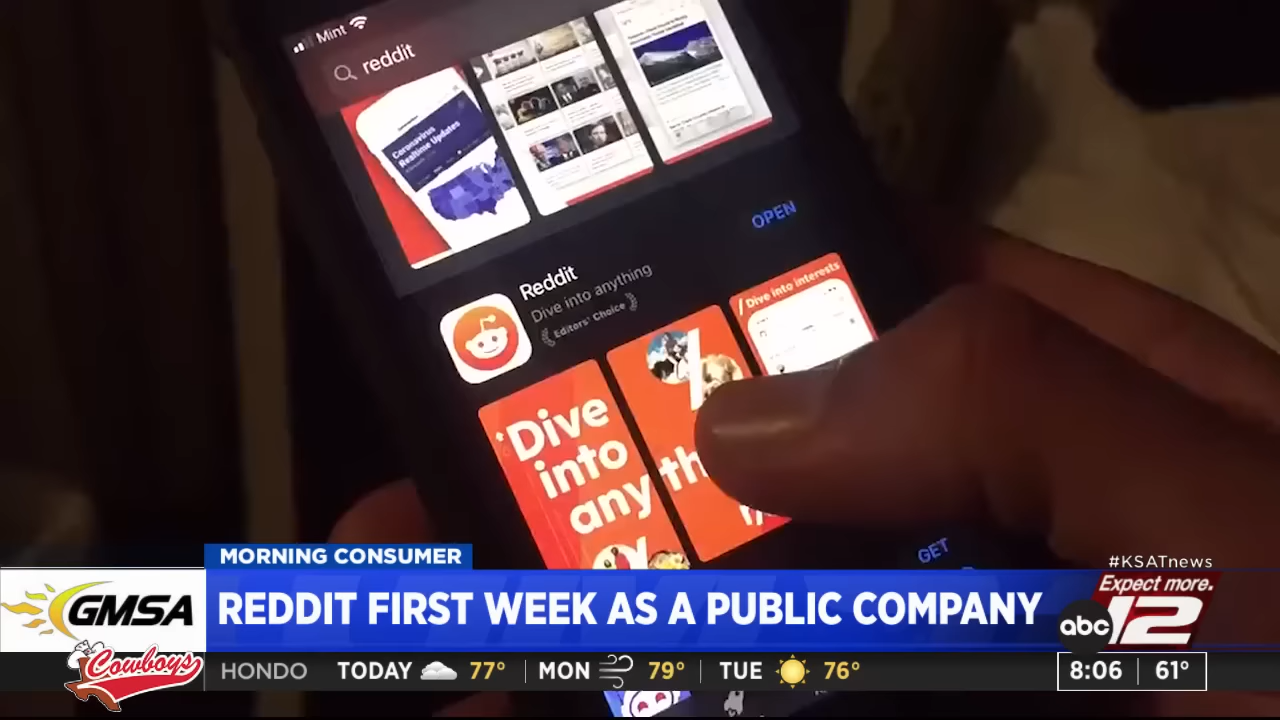 Mint
reddit
Coronavirus
Realtime Updates
OPEN
Reddit
Dive into anything
Editors' Choice
Dive into interests
Dive
into
any
th
GET
MORNING CONSUMER
#KSATnews
GMSA
REDDIT FIRST WEEK AS A PUBLIC COMPANY
Expect more.
abc 12
Cowboys
HONDO TODAY 77° MON 79° TUE 76°
8:06 61°